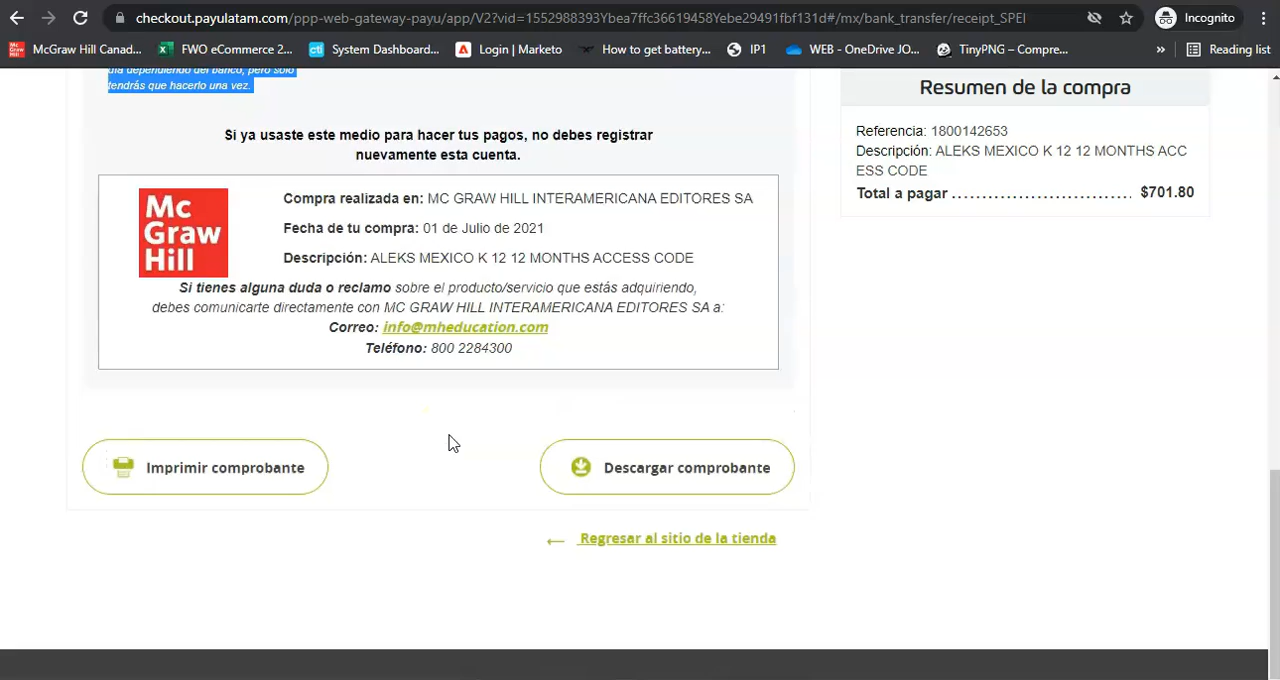 checkout.payulatam.com/ppp-web-gateway-payu/app/V2?vid=1552988393Ybea7ffc36619458Yebe29491fbf131d#/mx/bank_transfer/receipt_SPEI
Incognito
McGraw Hill Canad...
FWO eCommerce 2...
ctl
System Dashboard...
Login | Marketo
How to get battery...
IP1
WEB - OneDrive JO...
TinyPNG – Compre...
»
Reading list
día dependiendo del banco, pero sólo
tendrás que hacerlo una vez.
Si ya usaste este medio para hacer tus pagos, no debes registrar
nuevamente esta cuenta.
Mc
Graw
Hill
Compra realizada en: MC GRAW HILL INTERAMERICANA EDITORES SA
Fecha de tu compra: 01 de Julio de 2021
Descripción: ALEKS MEXICO K 12 12 MONTHS ACCESS CODE
Si tienes alguna duda o reclamo sobre el producto/servicio que estás adquiriendo,
debes comunicarte directamente con MC GRAW HILL INTERAMERICANA EDITORES SA a:
Correo: info@mheducation.com
Teléfono: 800 2284300
Imprimir comprobante
Descargar comprobante
Regresar al sitio de la tienda
Resumen de la compra
Referencia: 1800142653
Descripción: ALEKS MEXICO K 12 12 MONTHS ACC
ESS CODE
Total a pagar ............................... $701.80